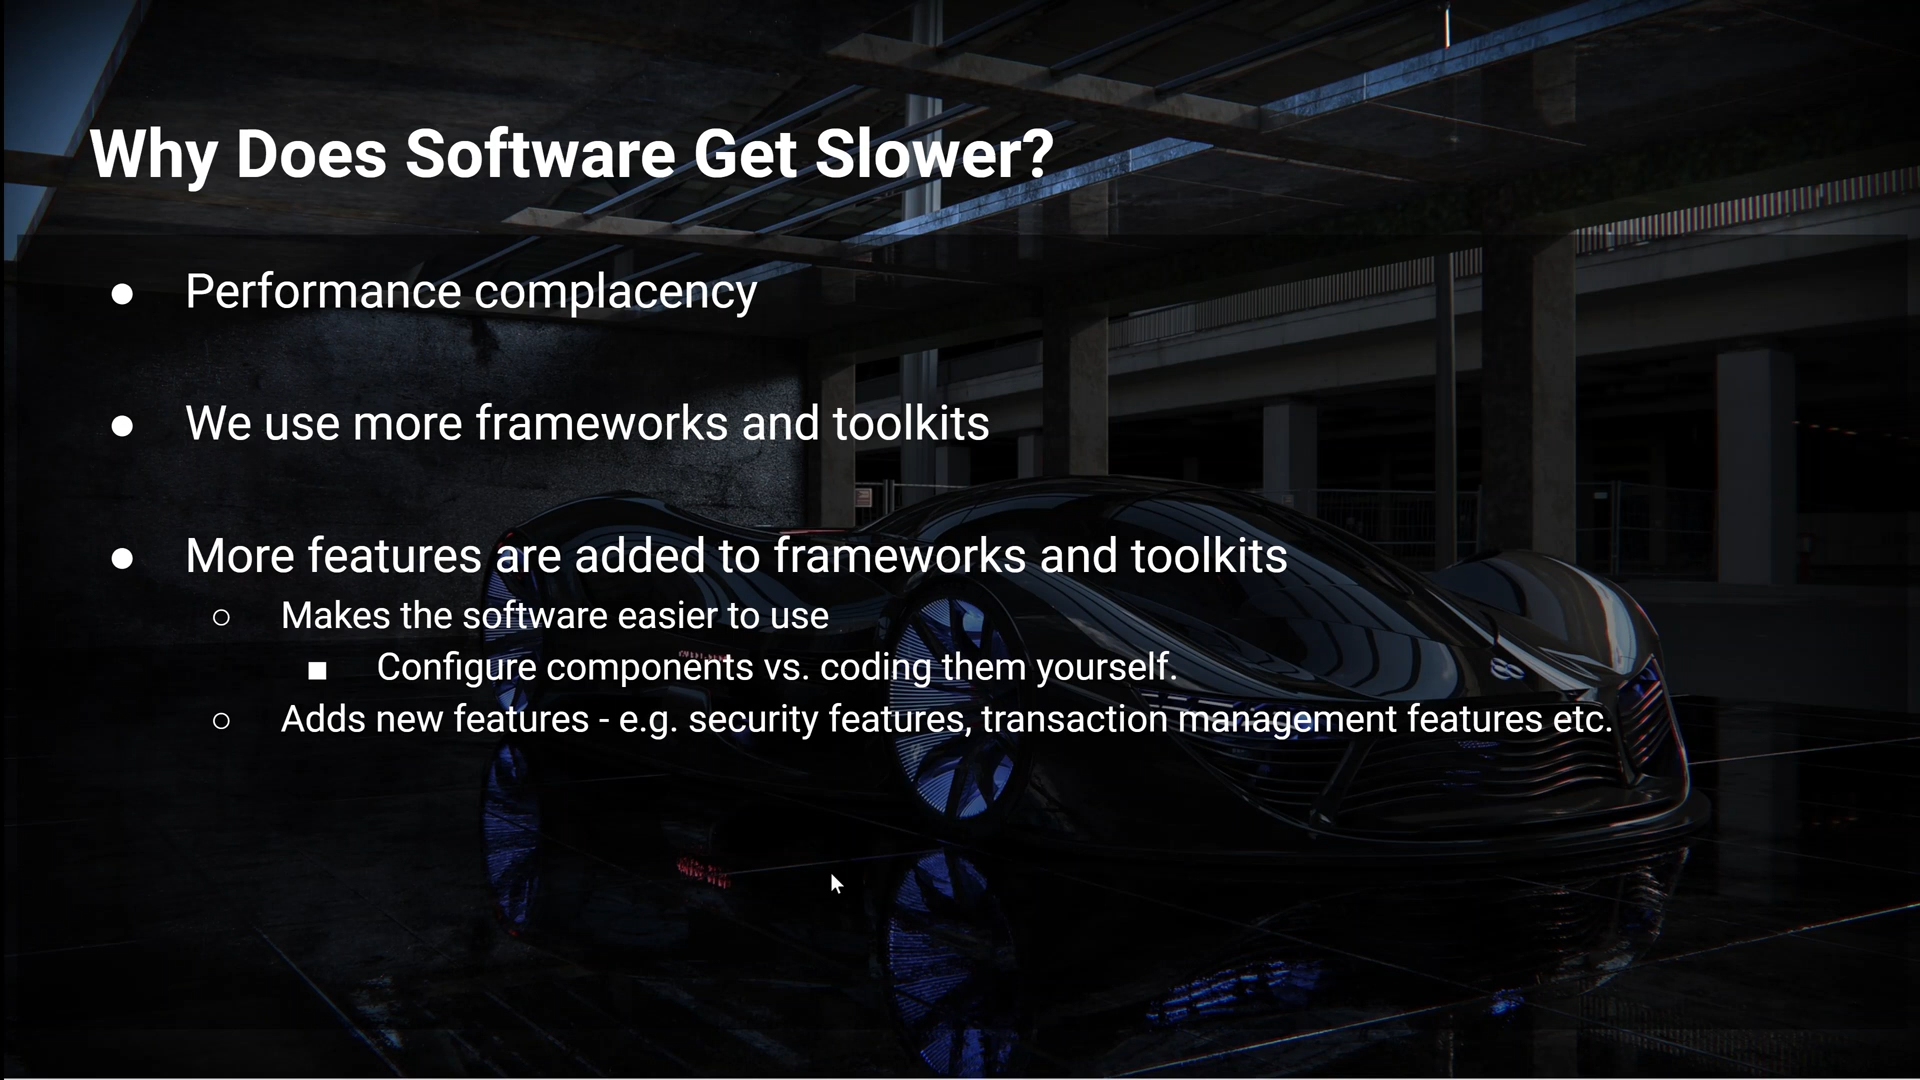 Why Does Software Get Slower?
● Performance complacency
● We use more frameworks and toolkits
● More features are added to frameworks and toolkits
○ Makes the software easier to use
■ Configure components vs. coding them yourself.
○ Adds new features - e.g. security features, transaction management features etc.